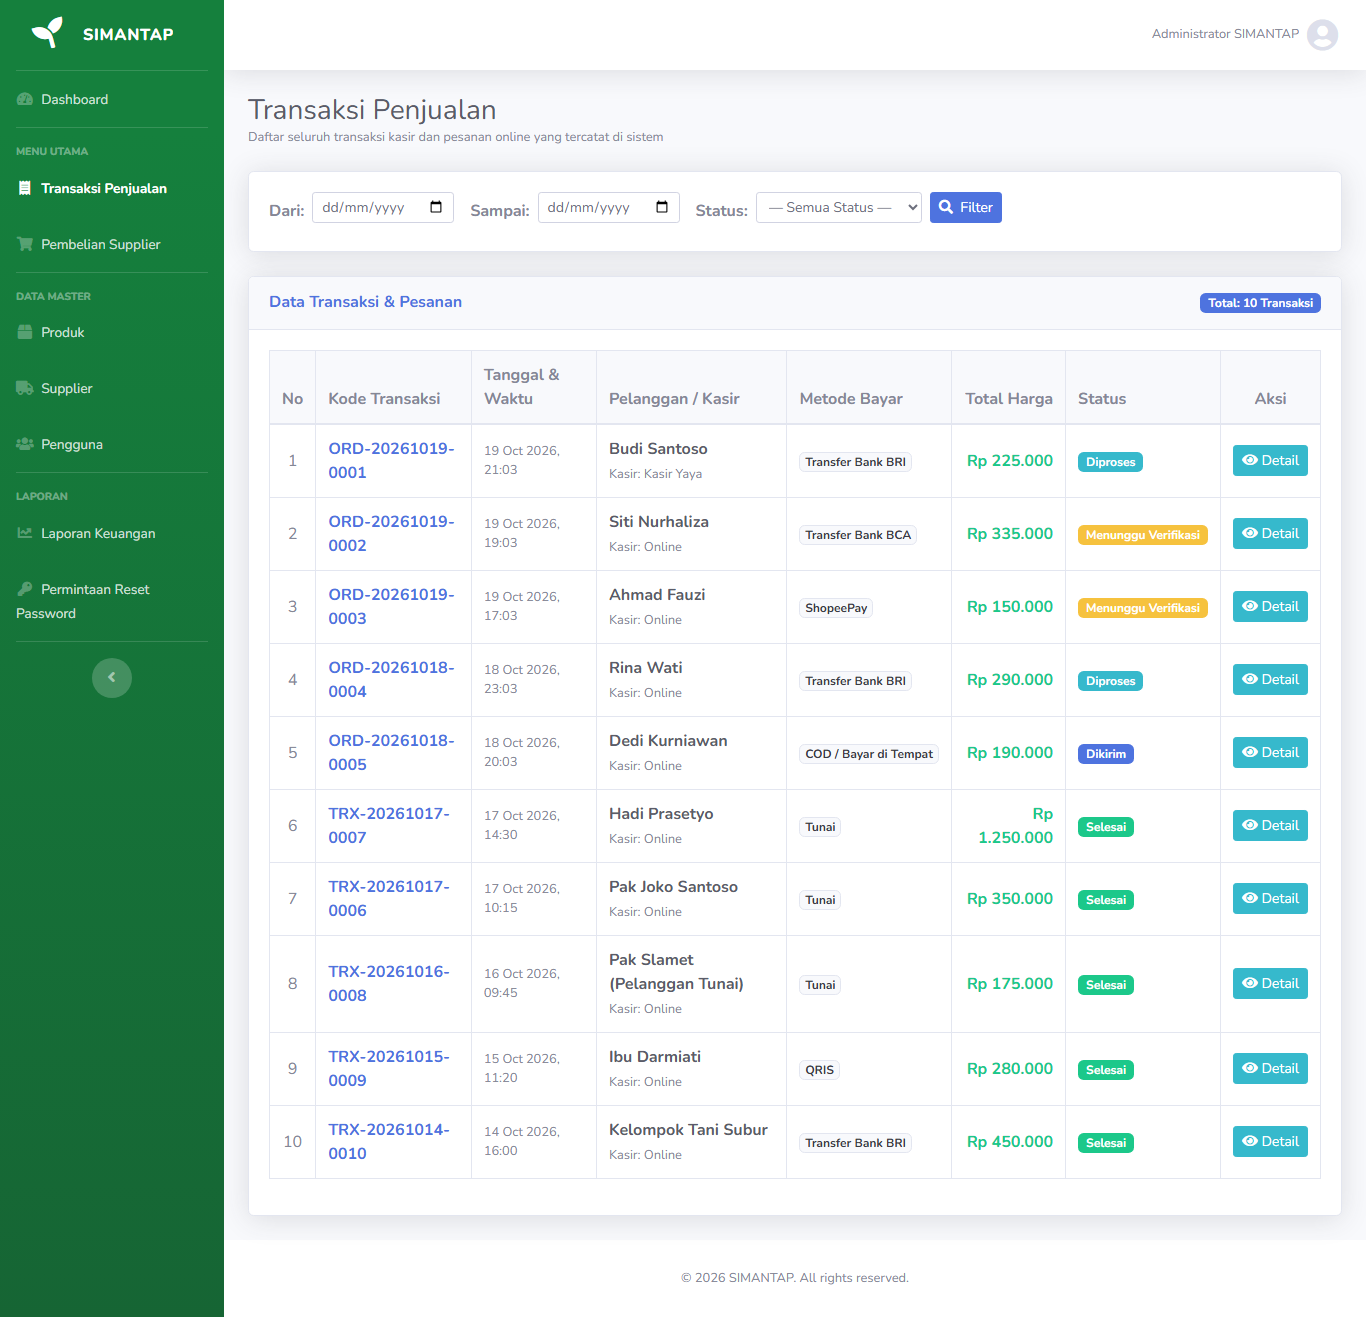 SIMANTAP
Administrator SIMANTAP
Dashboard
MENU UTAMA
Transaksi Penjualan
Pembelian Supplier
DATA MASTER
Produk
Supplier
Pengguna
LAPORAN
Laporan Keuangan
Permintaan Reset
Password
Transaksi Penjualan
Daftar seluruh transaksi kasir dan pesanan online yang tercatat di sistem
Dari: dd/mm/yyyy Sampai: dd/mm/yyyy Status: — Semua Status — Filter
Data Transaksi & Pesanan
Total: 10 Transaksi
No Kode Transaksi Tanggal & Waktu Pelanggan / Kasir Metode Bayar Total Harga Status Aksi
1 ORD-20261019-0001 19 Oct 2026, 21:03 Budi Santoso Kasir: Kasir Yaya Transfer Bank BRI Rp 225.000 Diproses Detail
2 ORD-20261019-0002 19 Oct 2026, 19:03 Siti Nurhaliza Kasir: Online Transfer Bank BCA Rp 335.000 Menunggu Verifikasi Detail
3 ORD-20261019-0003 19 Oct 2026, 17:03 Ahmad Fauzi Kasir: Online ShopeePay Rp 150.000 Menunggu Verifikasi Detail
4 ORD-20261018-0004 18 Oct 2026, 23:03 Rina Wati Kasir: Online Transfer Bank BRI Rp 290.000 Diproses Detail
5 ORD-20261018-0005 18 Oct 2026, 20:03 Dedi Kurniawan Kasir: Online COD / Bayar di Tempat Rp 190.000 Dikirim Detail
6 TRX-20261017-0007 17 Oct 2026, 14:30 Hadi Prasetyo Kasir: Online Tunai Rp 1.250.000 Selesai Detail
7 TRX-20261017-0006 17 Oct 2026, 10:15 Pak Joko Santoso Kasir: Online Tunai Rp 350.000 Selesai Detail
8 TRX-20261016-0008 16 Oct 2026, 09:45 Pak Slamet (Pelanggan Tunai) Kasir: Online Tunai Rp 175.000 Selesai Detail
9 TRX-20261015-0009 15 Oct 2026, 11:20 Ibu Darmiati Kasir: Online QRIS Rp 280.000 Selesai Detail
10 TRX-20261014-0010 14 Oct 2026, 16:00 Kelompok Tani Subur Kasir: Online Transfer Bank BRI Rp 450.000 Selesai Detail
© 2026 SIMANTAP. All rights reserved.